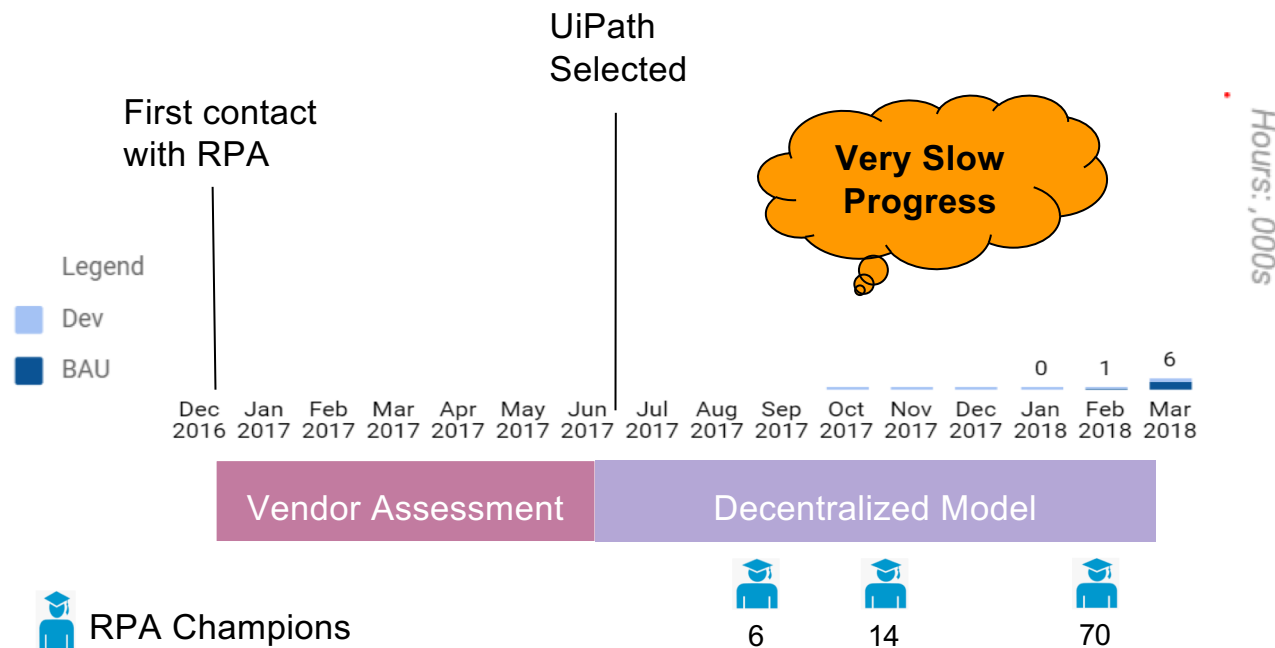 UiPath
Selected
First contact
with RPA
Very Slow
Progress
Hours: ,000s
Legend
Dev
BAU
0 1 6
Dec Jan Feb Mar Apr May Jun Jul Aug Sep Oct Nov Dec Jan Feb Mar
2016 2017 2017 2017 2017 2017 2017 2017 2017 2017 2017 2017 2017 2018 2018 2018
Vendor Assessment Decentralized Model
RPA Champions
6 14 70